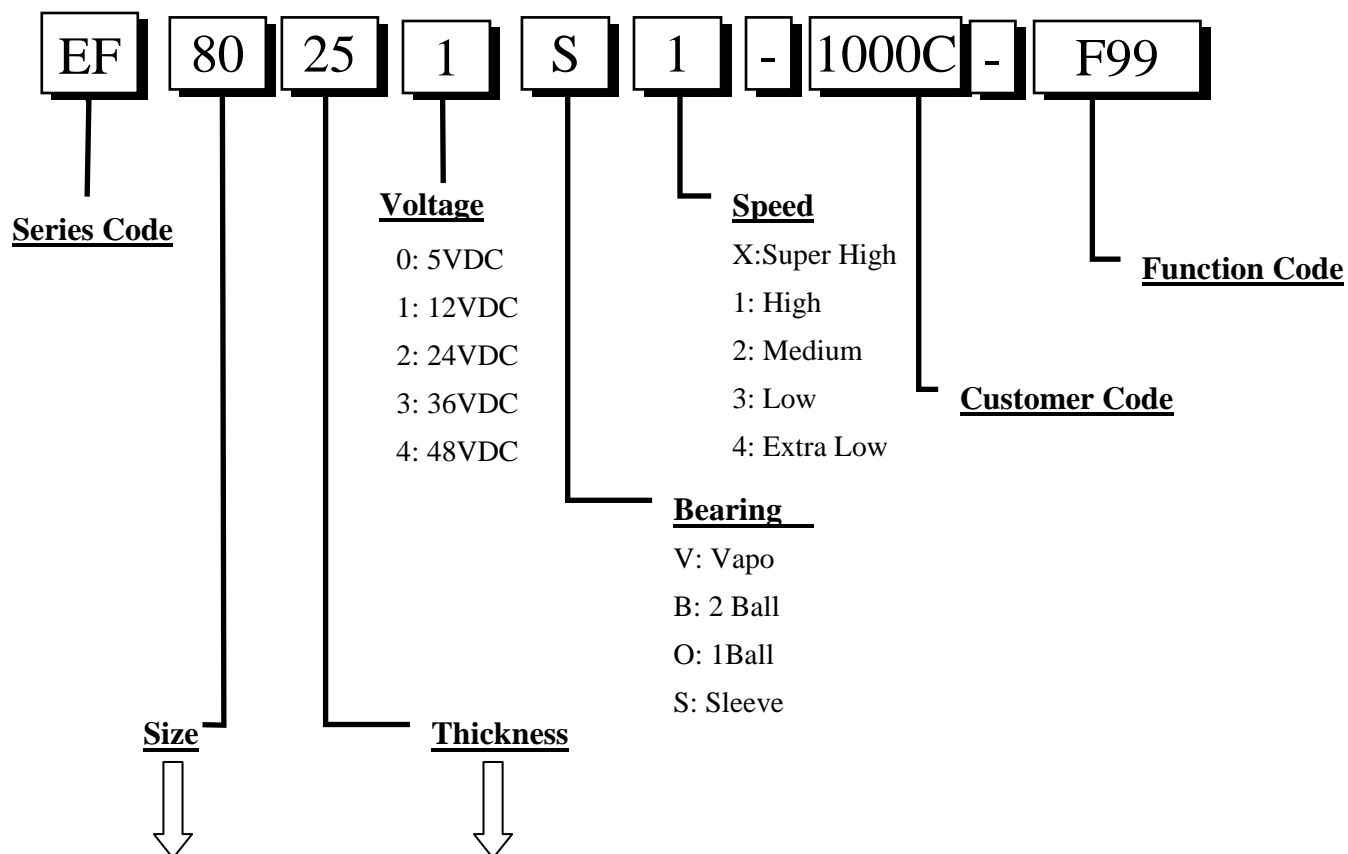 EF 80 25 1 S 1 - 1000C - F99
Series Code
Voltage
0: 5VDC
1: 12VDC
2: 24VDC
3: 36VDC
4: 48VDC
Speed
X:Super High
1: High
2: Medium
3: Low
4: Extra Low
Function Code
Customer Code
Bearing
V: Vapo
B: 2 Ball
O: 1Ball
S: Sleeve
Size
Thickness